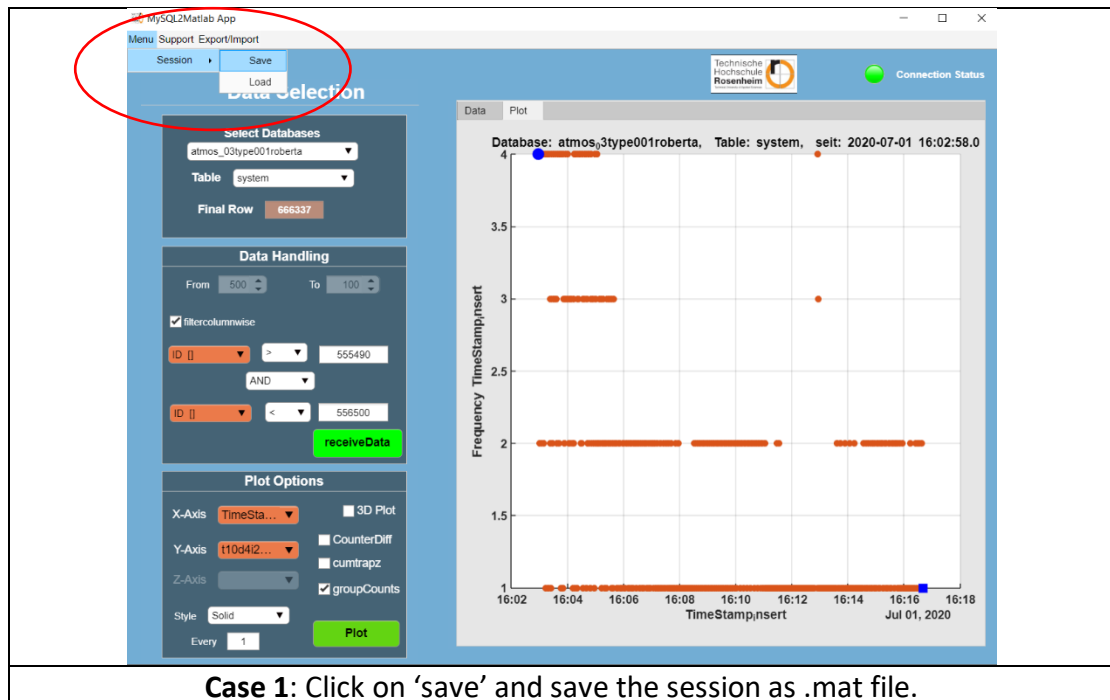 MySQL2Matlab App
Menu Support Export/Import
Session
Save
Load
Data Selection
Technische
Hochschule
Rosenheim
Connection Status
Select Databases
atmos_03type001roberta
Table system
Final Row 666337
Data Handling
From 500 To 100
filtercolumnwise
ID [] > 555490
AND
ID [] < 556500
receiveData
Plot Options
X-Axis TimeSta... 3D Plot
Y-Axis t10d4i2... CounterDiff
cumtrapz
Z-Axis groupCounts
Style Solid
Every 1 Plot
Data Plot
Database: atmos03type001roberta, Table: system, seit: 2020-07-01 16:02:58.0
Frequency TimeStampinsert
4
3.5
3
2.5
2
1.5
1
16:02 16:04 16:06 16:08 16:10 16:12 16:14 16:16 16:18
TimeStampinsert Jul 01, 2020
Case 1: Click on ‘save’ and save the session as .mat file.